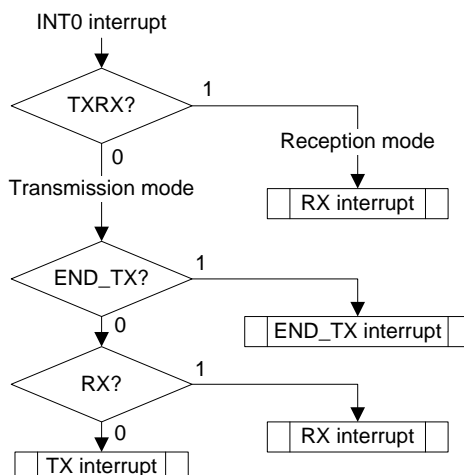 INT0 interrupt
TXRX?
1
0
Reception mode
Transmission mode
RX interrupt
END_TX?
1
0
END_TX interrupt
RX?
1
0
RX interrupt
TX interrupt